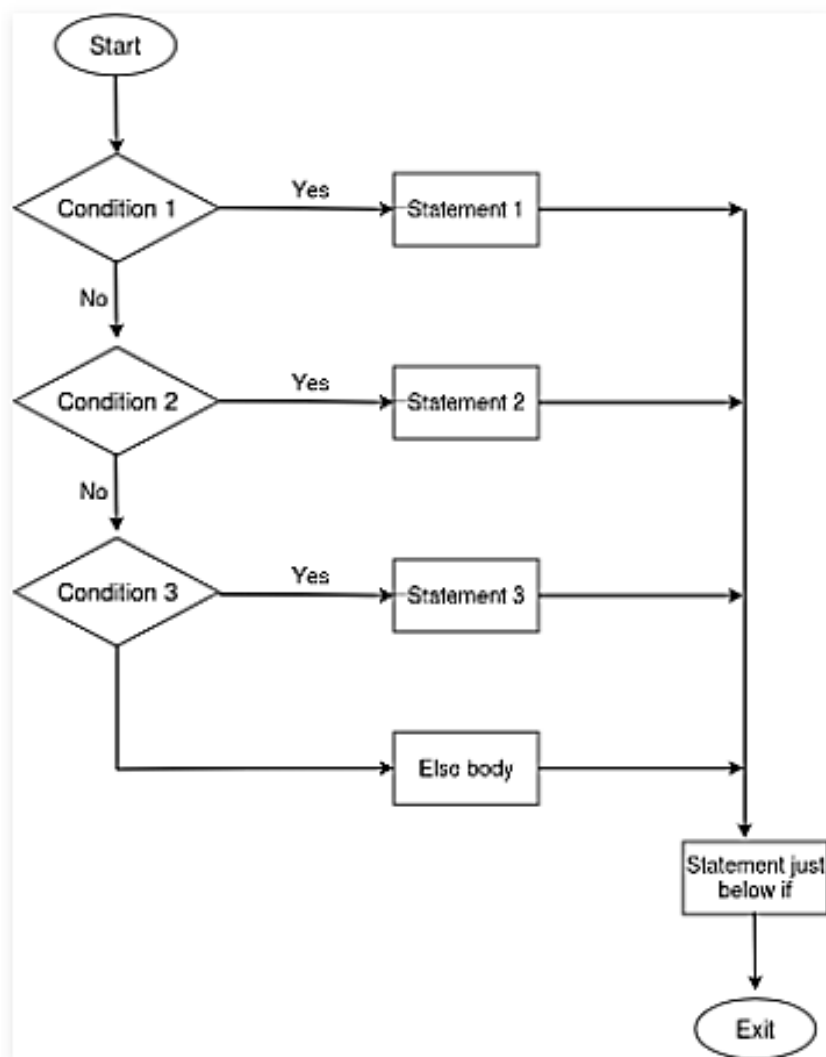 Start
Condition 1
Yes
Statement 1
No
Condition 2
Yes
Statement 2
No
Condition 3
Yes
Statement 3
Else body
Statement just
below if
Exit